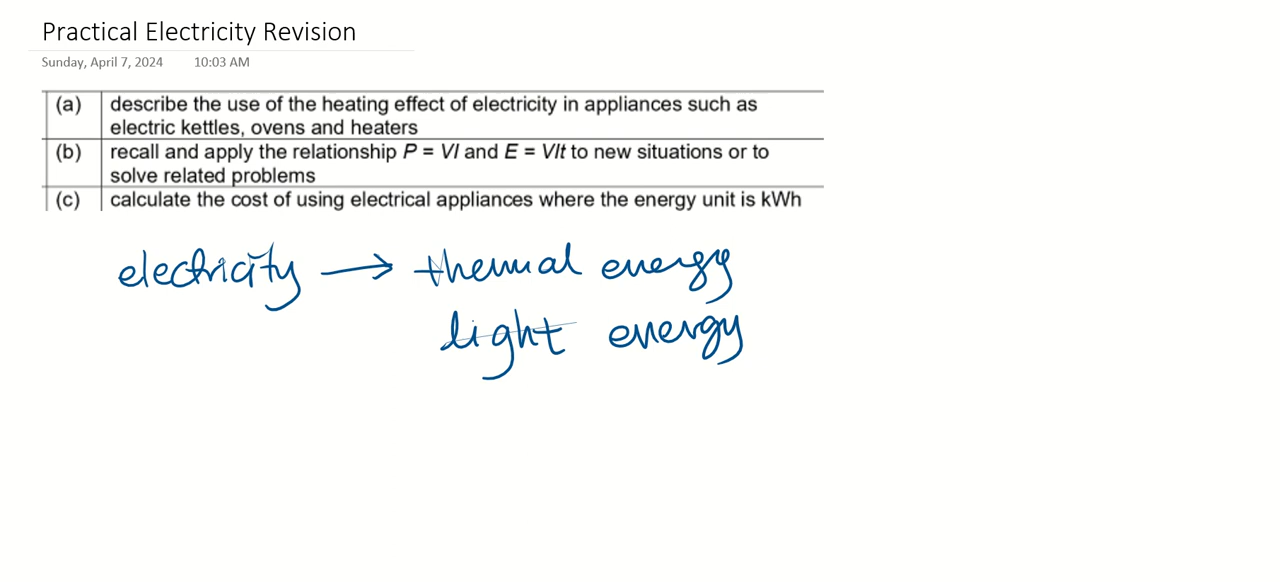 Practical Electricity Revision
Sunday, April 7, 2024 10:03 AM
(a) describe the use of the heating effect of electricity in appliances such as
electric kettles, ovens and heaters
(b) recall and apply the relationship P = VI and E = VIt to new situations or to
solve related problems
(c) calculate the cost of using electrical appliances where the energy unit is kWh
electricity → thermal energy
light energy